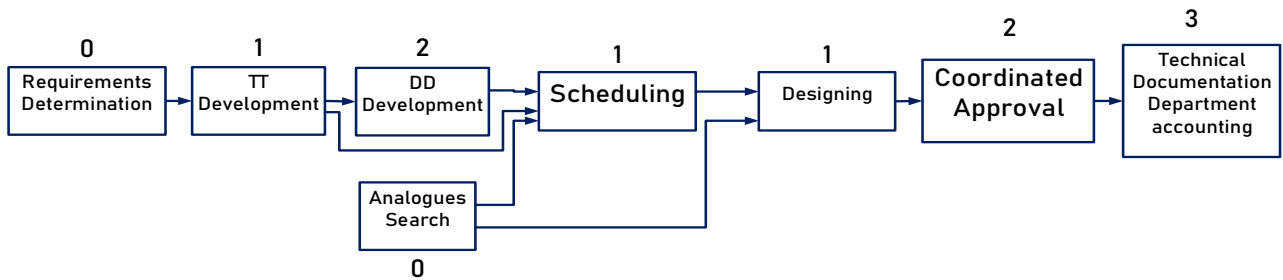 0
Requirements
Determination
1
TT
Development
2
DD
Development
1
Scheduling
1
Designing
2
Coordinated
Approval
3
Technical
Documentation
Department
accounting
Analogues
Search
0